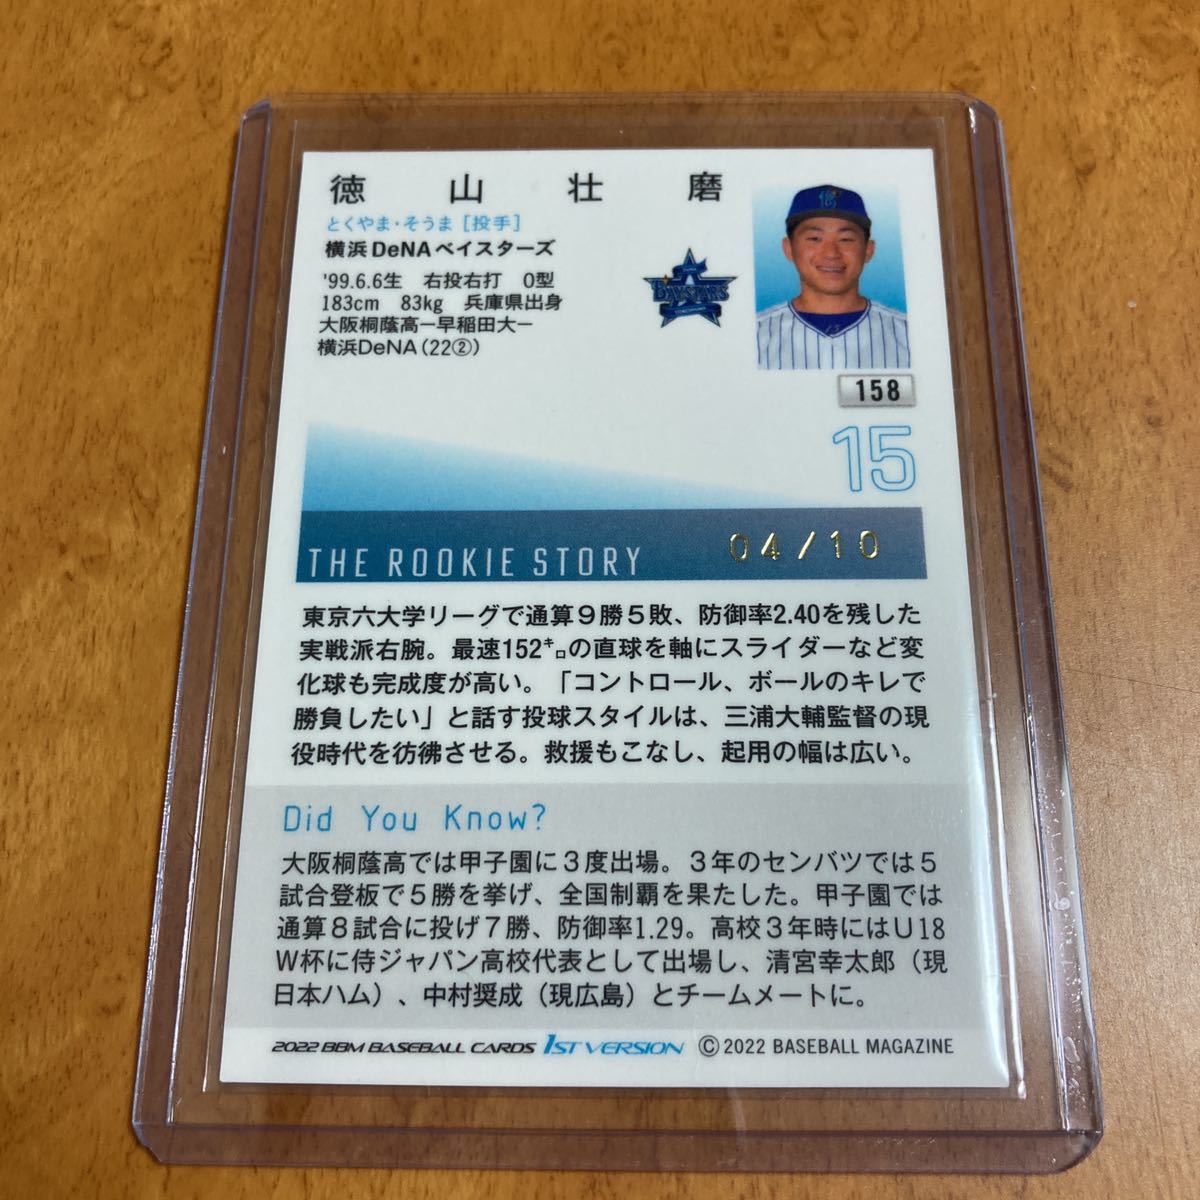 徳山壮磨
とくやま・そうま [投手]
横浜DeNAベイスターズ
'99.6.6生 右投右打 O型
183cm 83kg 兵庫県出身
大阪桐蔭高ー早稲田大ー
横浜DeNA(22②)
BAYSTARS
158
15
THE ROOKIE STORY 04/10
東京六大学リーグで通算9勝5敗、防御率2.40を残した
実戦派右腕。最速152㌔の直球を軸にスライダーなど変
化球も完成度が高い。「コントロール、ボールのキレで
勝負したい」と話す投球スタイルは、三浦大輔監督の現
役時代を彷彿させる。救援もこなし、起用の幅は広い。
Did You Know?
大阪桐蔭高では甲子園に3度出場。3年のセンバツでは5
試合登板で5勝を挙げ、全国制覇を果たした。甲子園では
通算8試合に投げ7勝、防御率1.29。高校3年時にはU18
W杯に侍ジャパン高校代表として出場し、清宮幸太郎（現
日本ハム）、中村奨成（現広島）とチームメートに。
2022 BBM BASEBALL CARDS 1ST VERSION ©2022 BASEBALL MAGAZINE